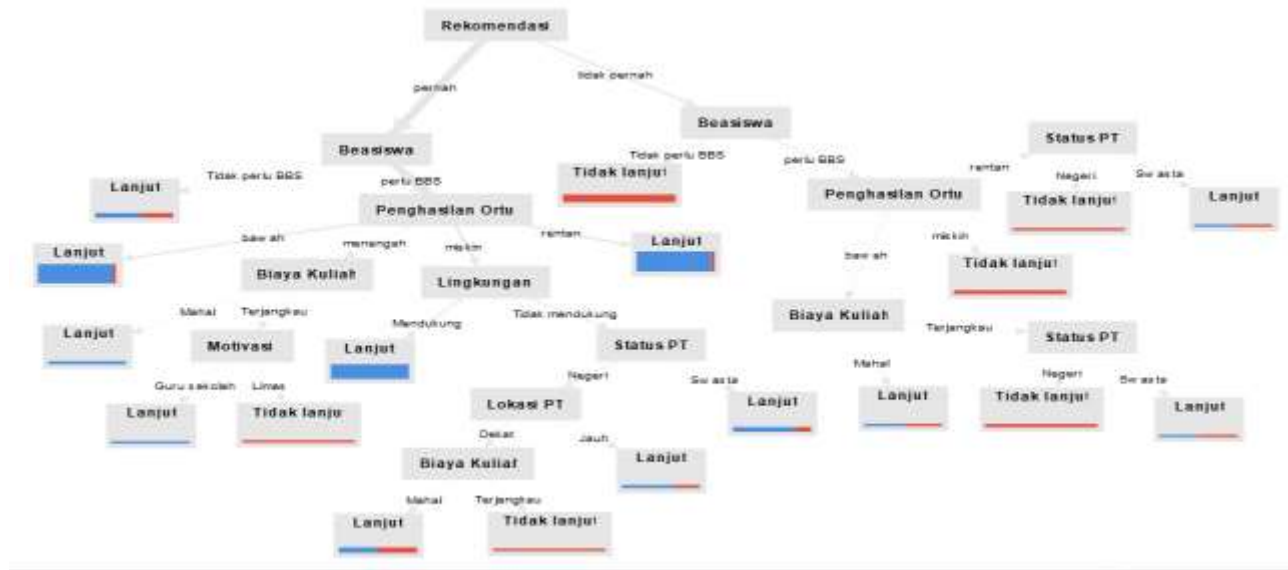 Rekomendasi
pernah
tidak pernah
Beasiswa
Beasiswa
Status PT
Tidak perlu BBS
perlu BBS
Tidak perlu BBS
perlu BBS
rentan
Lanjut
Tidak lanjut
Penghasilan Ortu
Negeri
Swasta
Penghasilan Ortu
Tidak lanjut
Lanjut
bawah
menengah
miskin
rentan
miskin
Lanjut
Biaya Kuliah
Lingkungan
Lanjut
bawah
Tidak lanjut
Mahal
Terjangkau
Mendukung
Tidak mendukung
Biaya Kuliah
Terjangkau
Lanjut
Motivasi
Lanjut
Status PT
Status PT
Guru sekolah
Negeri
Swasta
Mahal
Negeri
Swasta
Lanjut
Tidak lanju
Lokasi PT
Lanjut
Lanjut
Tidak lanjut
Lanjut
Dekat
Jauh
Biaya Kuliah
Lanjut
Mahal
Terjangkau
Lanjut
Tidak lanjut